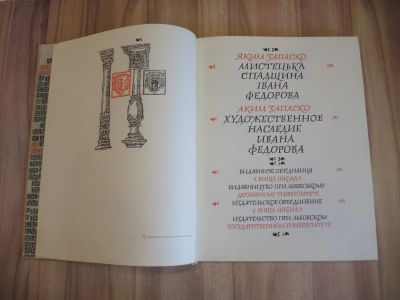 ЯКИМ ЗАПАСКО
МИСТЕЦЬКА
СПАДЩИНА
ІВАНА
ФЕДОРОВА
АКИМ ЗАПАСКО
ХУДОЖЕСТВЕННОЕ
НАСЛЕДИЕ
ИВАНА
ФЕДОРОВА
ВИДАВНИЧЕ ОБ'ЄДНАННЯ
«ВИЩА ШКОЛА»
ВИДАВНИЦТВО ПРИ ЛЬВІВСЬКОМУ
ДЕРЖАВНОМУ УНІВЕРСИТЕТІ
ИЗДАТЕЛЬСКОЕ ОБЪЕДИНЕНИЕ
«ВИЩА ШКОЛА»
ИЗДАТЕЛЬСТВО ПРИ ЛЬВОВСКОМ
ГОСУДАРСТВЕННОМ УНИВЕРСИТЕТЕ